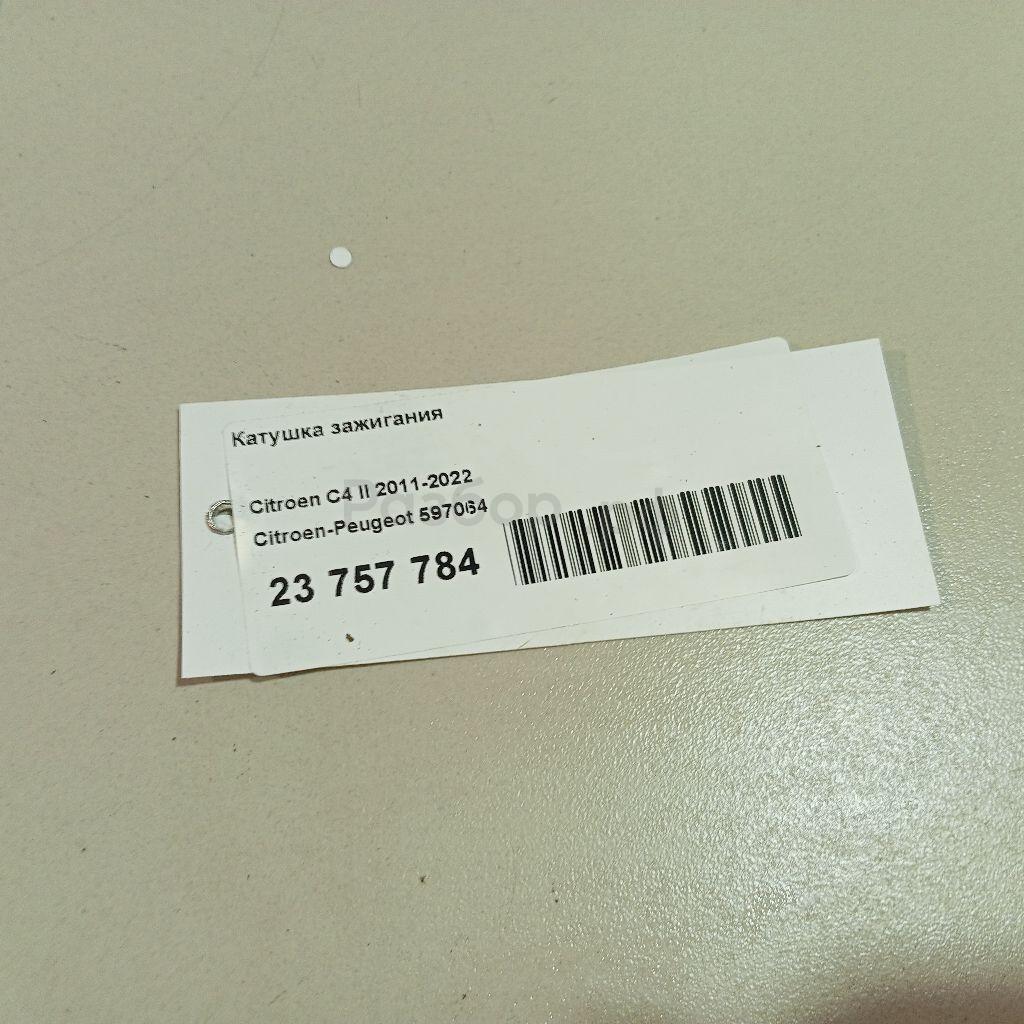 Катушка зажигания
Citroen C4 II 2011-2022
Citroen-Peugeot 597064
23 757 784